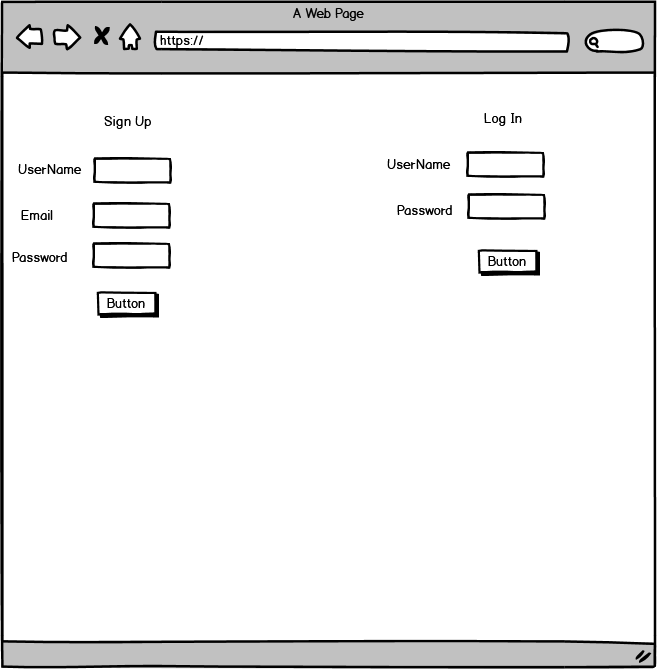 A Web Page
https://
Sign Up
UserName
Email
Password
Button
Log In
UserName
Password
Button